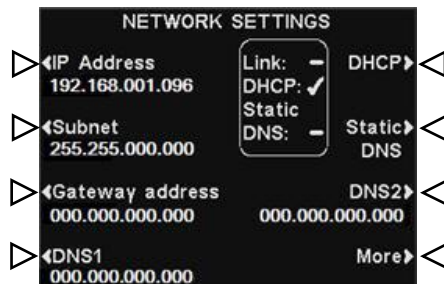 NETWORK SETTINGS
IP Address
192.168.001.096
Subnet
255.255.000.000
Gateway address
000.000.000.000
DNS1
000.000.000.000
Link: –
DHCP: ✓
Static
DNS: –
DHCP
Static
DNS
DNS2
000.000.000.000
More